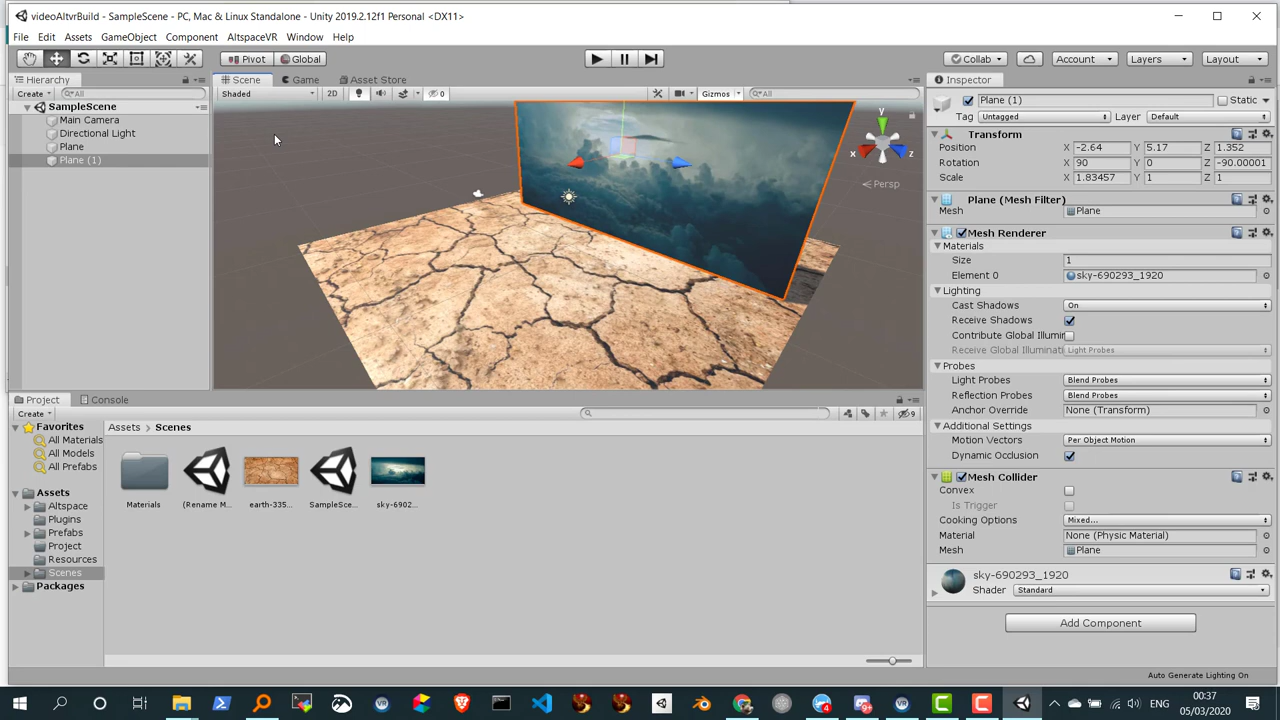 videoAltvrBuild - SampleScene - PC, Mac & Linux Standalone - Unity 2019.2.12f1 Personal <DX11>
File Edit Assets GameObject Component AltspaceVR Window Help
Pivot Global Collab Account Layers Layout
Hierarchy
Create All
SampleScene
Main Camera
Directional Light
Plane
Plane (1)
Scene Game Asset Store
Shaded 2D 0 Gizmos All
y
x z
Persp
Inspector
Plane (1) Static
Tag Untagged Layer Default
Transform
Position X -2.64 Y 5.17 Z 1.352
Rotation X 90 Y 0 Z -90.00001
Scale X 1.83457 Y 1 Z 1
Plane (Mesh Filter)
Mesh Plane
Mesh Renderer
Materials
Size 1
Element 0 sky-690293_1920
Lighting
Cast Shadows On
Receive Shadows
Contribute Global Illumin
Receive Global Illuminati Light Probes
Probes
Light Probes Blend Probes
Reflection Probes Blend Probes
Anchor Override None (Transform)
Additional Settings
Motion Vectors Per Object Motion
Dynamic Occlusion
Mesh Collider
Convex
Is Trigger
Cooking Options Mixed...
Material None (Physic Material)
Mesh Plane
sky-690293_1920
Shader Standard
Add Component
Project Console
Create 9
Favorites
All Materials
All Models
All Prefabs
Assets
Altspace
Plugins
Prefabs
Project
Resources
Scenes
Packages
Assets Scenes
Materials (Rename M... earth-335... SampleSce... sky-6902...
Auto Generate Lighting On
00:37
05/03/2020